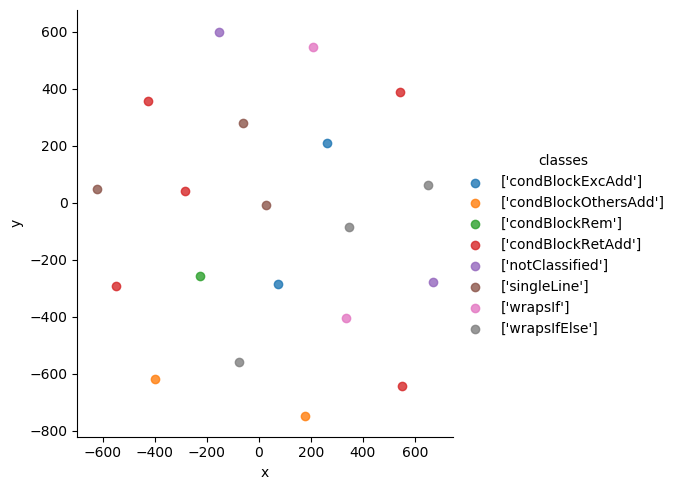 600
400
200
0
−200
−400
−600
−800
y
−600 −400 −200 0 200 400 600
x
classes
['condBlockExcAdd']
['condBlockOthersAdd']
['condBlockRem']
['condBlockRetAdd']
['notClassified']
['singleLine']
['wrapsIf']
['wrapsIfElse']